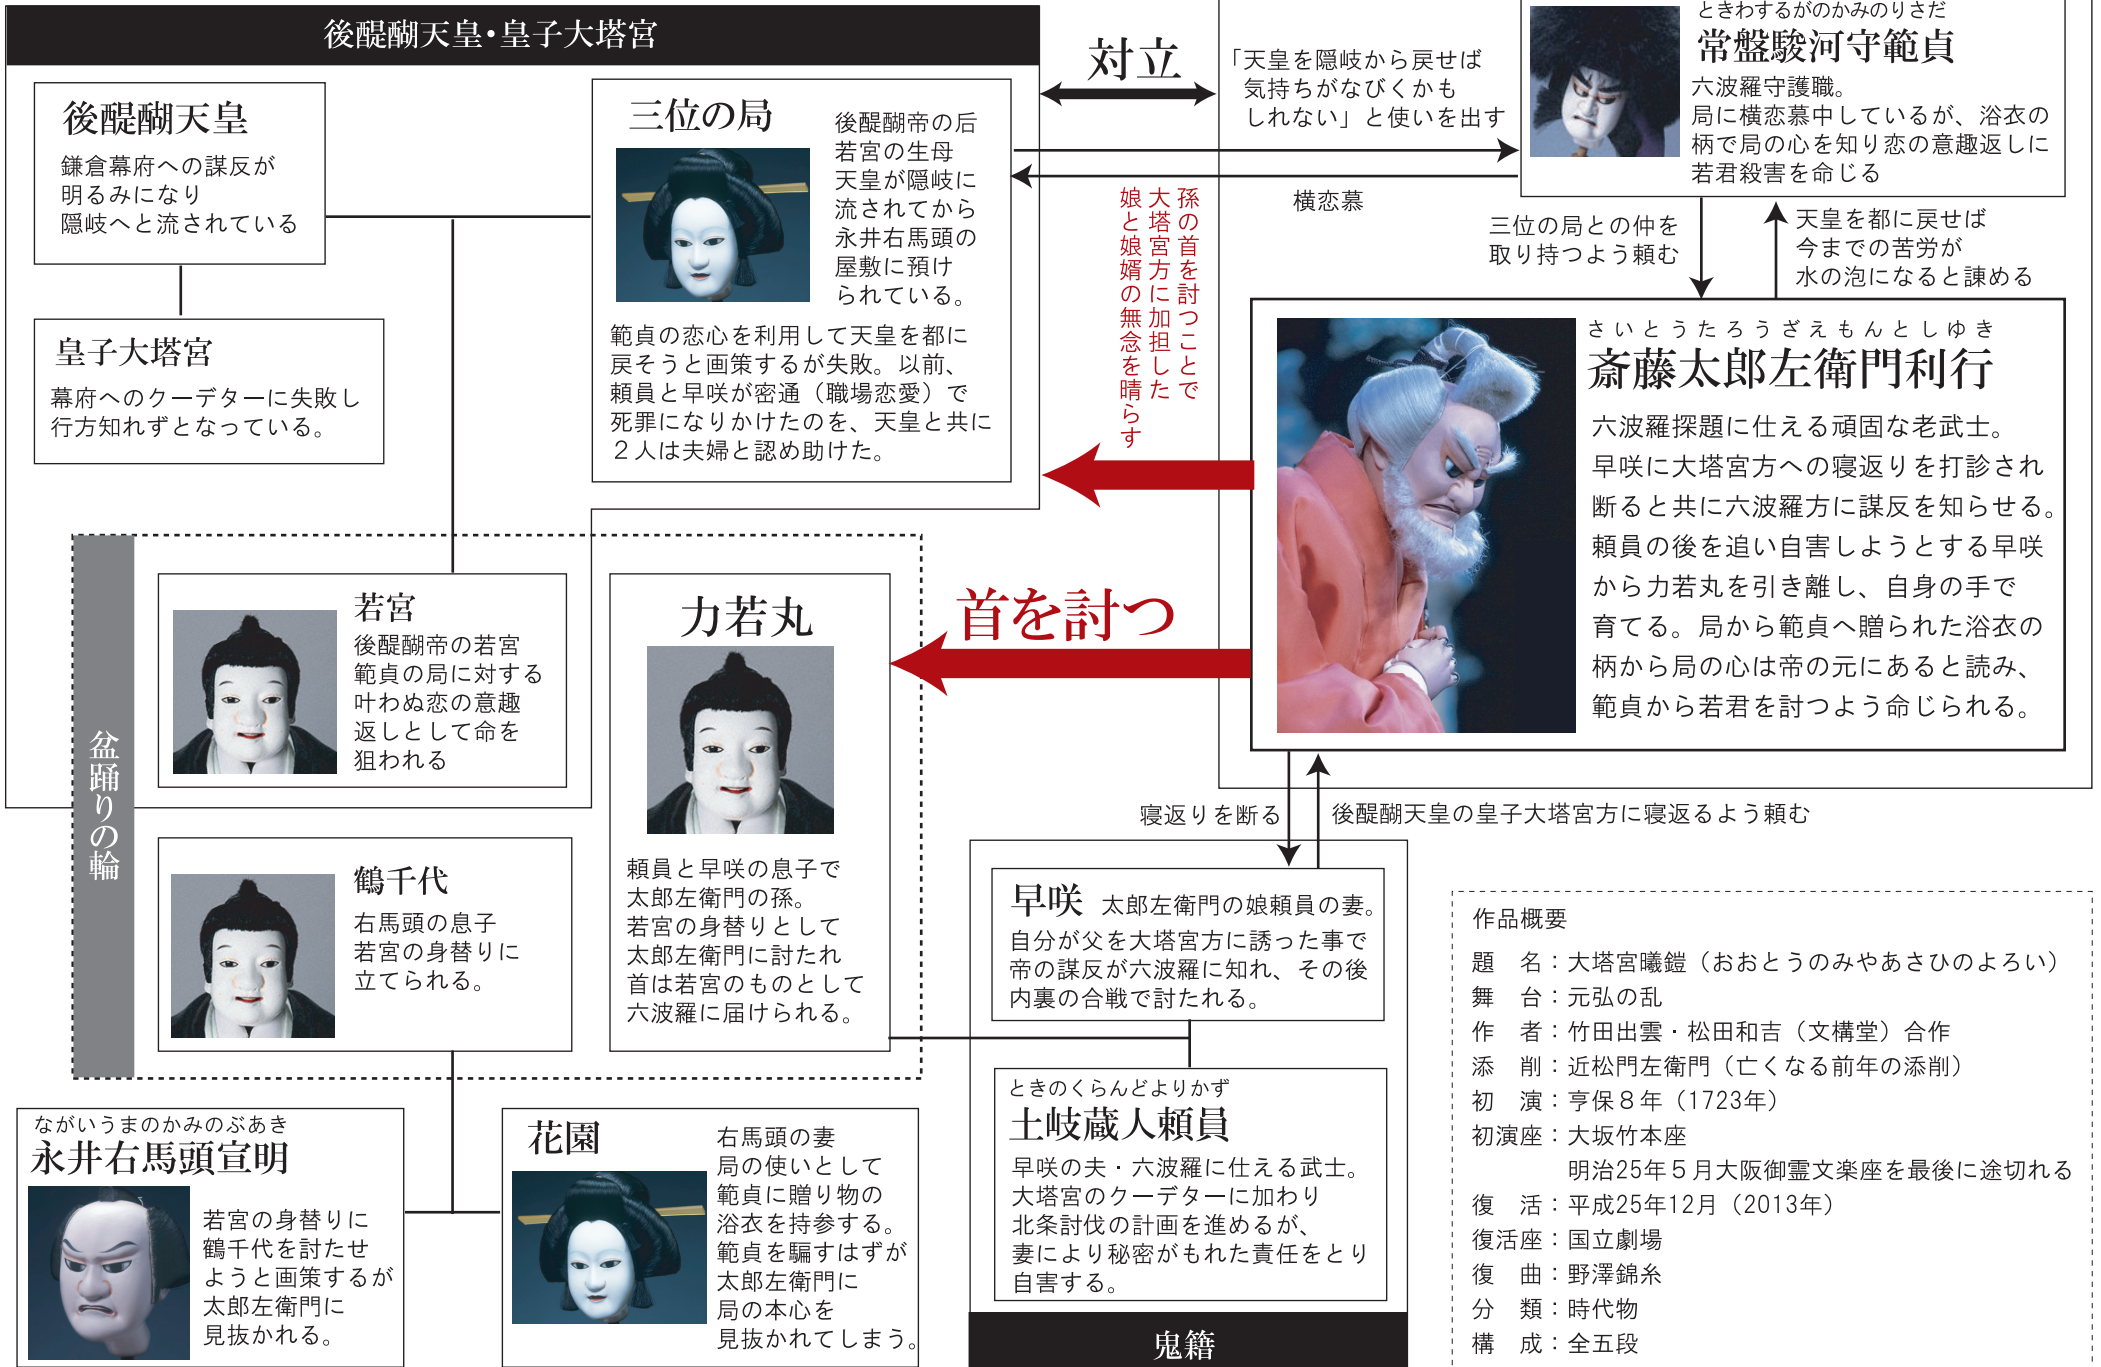 後醍醐天皇・皇子大塔宮
後醍醐天皇
鎌倉幕府への謀反が
明るみになり
隠岐へと流されている
皇子大塔宮
幕府へのクーデターに失敗し
行方知れずとなっている。
三位の局
後醍醐帝の后
若宮の生母
天皇が隠岐に
流されてから
永井右馬頭の
屋敷に預け
られている。
範貞の恋心を利用して天皇を都に
戻そうと画策するが失敗。以前、
頼員と早咲が密通（職場恋愛）で
死罪になりかけたのを、天皇と共に
２人は夫婦と認め助けた。
対立
「天皇を隠岐から戻せば
気持ちがなびくかも
しれない」と使いを出す
横恋慕
ときわするがのかみのりさだ
常盤駿河守範貞
六波羅守護職。
局に横恋慕中しているが、浴衣の
柄で局の心を知り恋の意趣返しに
若君殺害を命じる
三位の局との仲を
取り持つよう頼む
天皇を都に戻せば
今までの苦労が
水の泡になると諌める
孫の首を討つことで
大塔宮方に加担した
娘と娘婿の無念を晴らす
さいとうたろうざえもんとしゆき
斎藤太郎左衛門利行
六波羅探題に仕える頑固な老武士。
早咲に大塔宮方への寝返りを打診され
断ると共に六波羅方に謀反を知らせる。
頼員の後を追い自害しようとする早咲
から力若丸を引き離し、自身の手で
育てる。局から範貞へ贈られた浴衣の
柄から局の心は帝の元にあると読み、
範貞から若君を討つよう命じられる。
首を討つ
盆踊りの輪
若宮
後醍醐帝の若宮
範貞の局に対する
叶わぬ恋の意趣
返しとして命を
狙われる
鶴千代
右馬頭の息子
若宮の身替りに
立てられる。
力若丸
頼員と早咲の息子で
太郎左衛門の孫。
若宮の身替りとして
太郎左衛門に討たれ
首は若宮のものとして
六波羅に届けられる。
寝返りを断る
後醍醐天皇の皇子大塔宮方に寝返るよう頼む
早咲 太郎左衛門の娘頼員の妻。
自分が父を大塔宮方に誘った事で
帝の謀反が六波羅に知れ、その後
内裏の合戦で討たれる。
ときのくらんどよりかず
土岐蔵人頼員
早咲の夫・六波羅に仕える武士。
大塔宮のクーデターに加わり
北条討伐の計画を進めるが、
妻により秘密がもれた責任をとり
自害する。
鬼籍
ながいうまのかみのぶあき
永井右馬頭宣明
若宮の身替りに
鶴千代を討たせ
ようと画策するが
太郎左衛門に
見抜かれる。
花園
右馬頭の妻
局の使いとして
範貞に贈り物の
浴衣を持参する。
範貞を騙すはずが
太郎左衛門に
局の本心を
見抜かれてしまう。
作品概要
題　名：大塔宮曦鎧（おおとうのみやあさひのよろい）
舞　台：元弘の乱
作　者：竹田出雲・松田和吉（文構堂）合作
添　削：近松門左衛門（亡くなる前年の添削）
初　演：亨保８年（1723年）
初演座：大坂竹本座
明治25年５月大阪御霊文楽座を最後に途切れる
復　活：平成25年12月（2013年）
復活座：国立劇場
復　曲：野澤錦糸
分　類：時代物
構　成：全五段